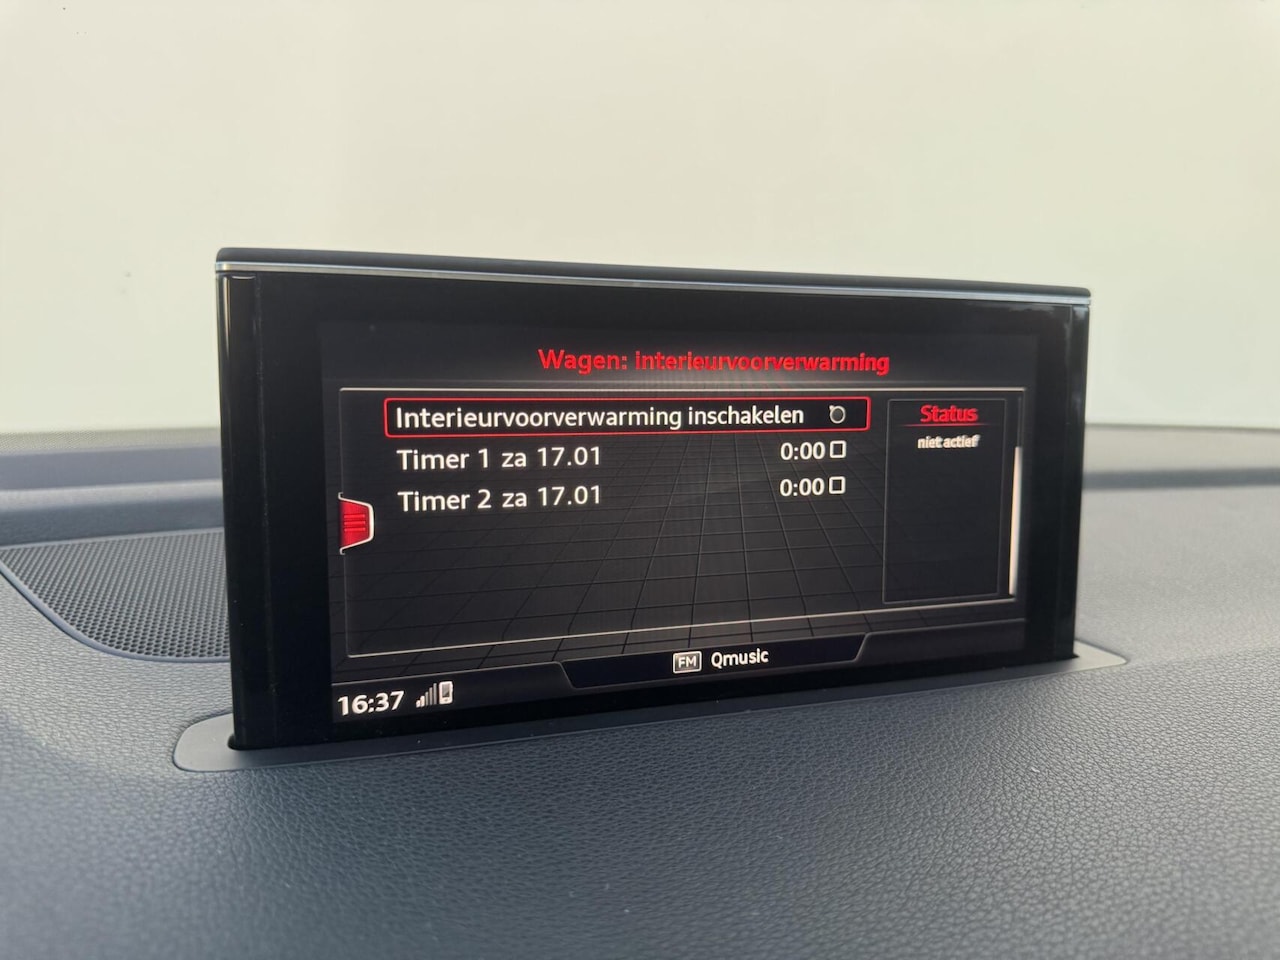 Wagen: interieurvoorverwarming
Interieurvoorverwarming inschakelen
Status
niet actief
Timer 1 za 17.01 0:00
Timer 2 za 17.01 0:00
FM Qmusic
16:37